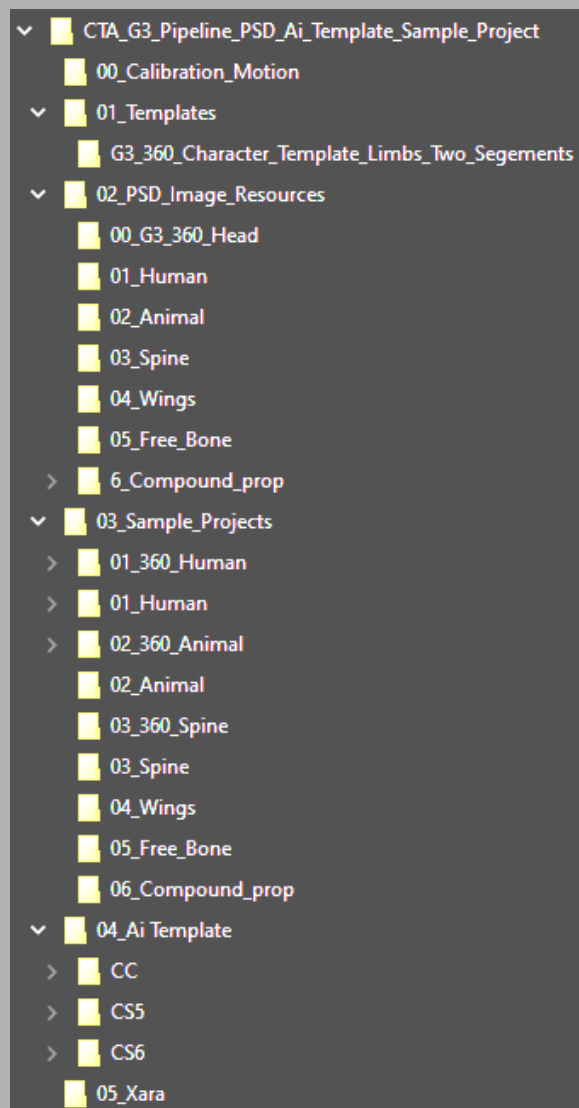 CTA_G3_Pipeline_PSD_Ai_Template_Sample_Project
00_Calibration_Motion
01_Templates
G3_360_Character_Template_Limbs_Two_Segements
02_PSD_Image_Resources
00_G3_360_Head
01_Human
02_Animal
03_Spine
04_Wings
05_Free_Bone
6_Compound_prop
03_Sample_Projects
01_360_Human
01_Human
02_360_Animal
02_Animal
03_360_Spine
03_Spine
04_Wings
05_Free_Bone
06_Compound_prop
04_Ai Template
CC
CS5
CS6
05_Xara